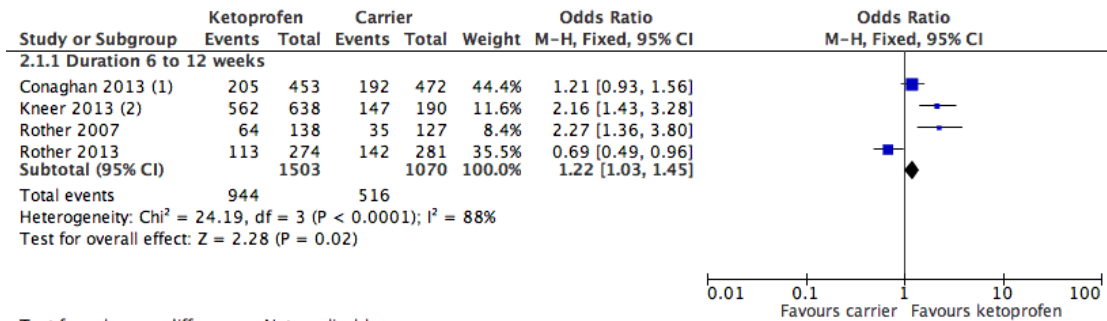 Ketoprofen Carrier Odds Ratio Odds Ratio
Study or Subgroup Events Total Events Total Weight M-H, Fixed, 95% CI M-H, Fixed, 95% CI
2.1.1 Duration 6 to 12 weeks
Conaghan 2013 (1) 205 453 192 472 44.4% 1.21 [0.93, 1.56]
Kneer 2013 (2) 562 638 147 190 11.6% 2.16 [1.43, 3.28]
Rother 2007 64 138 35 127 8.4% 2.27 [1.36, 3.80]
Rother 2013 113 274 142 281 35.5% 0.69 [0.49, 0.96]
Subtotal (95% CI) 1503 1070 100.0% 1.22 [1.03, 1.45]
Total events 944 516
Heterogeneity: Chi² = 24.19, df = 3 (P < 0.0001); I² = 88%
Test for overall effect: Z = 2.28 (P = 0.02)
0.01 0.1 1 10 100
Favours carrier Favours ketoprofen